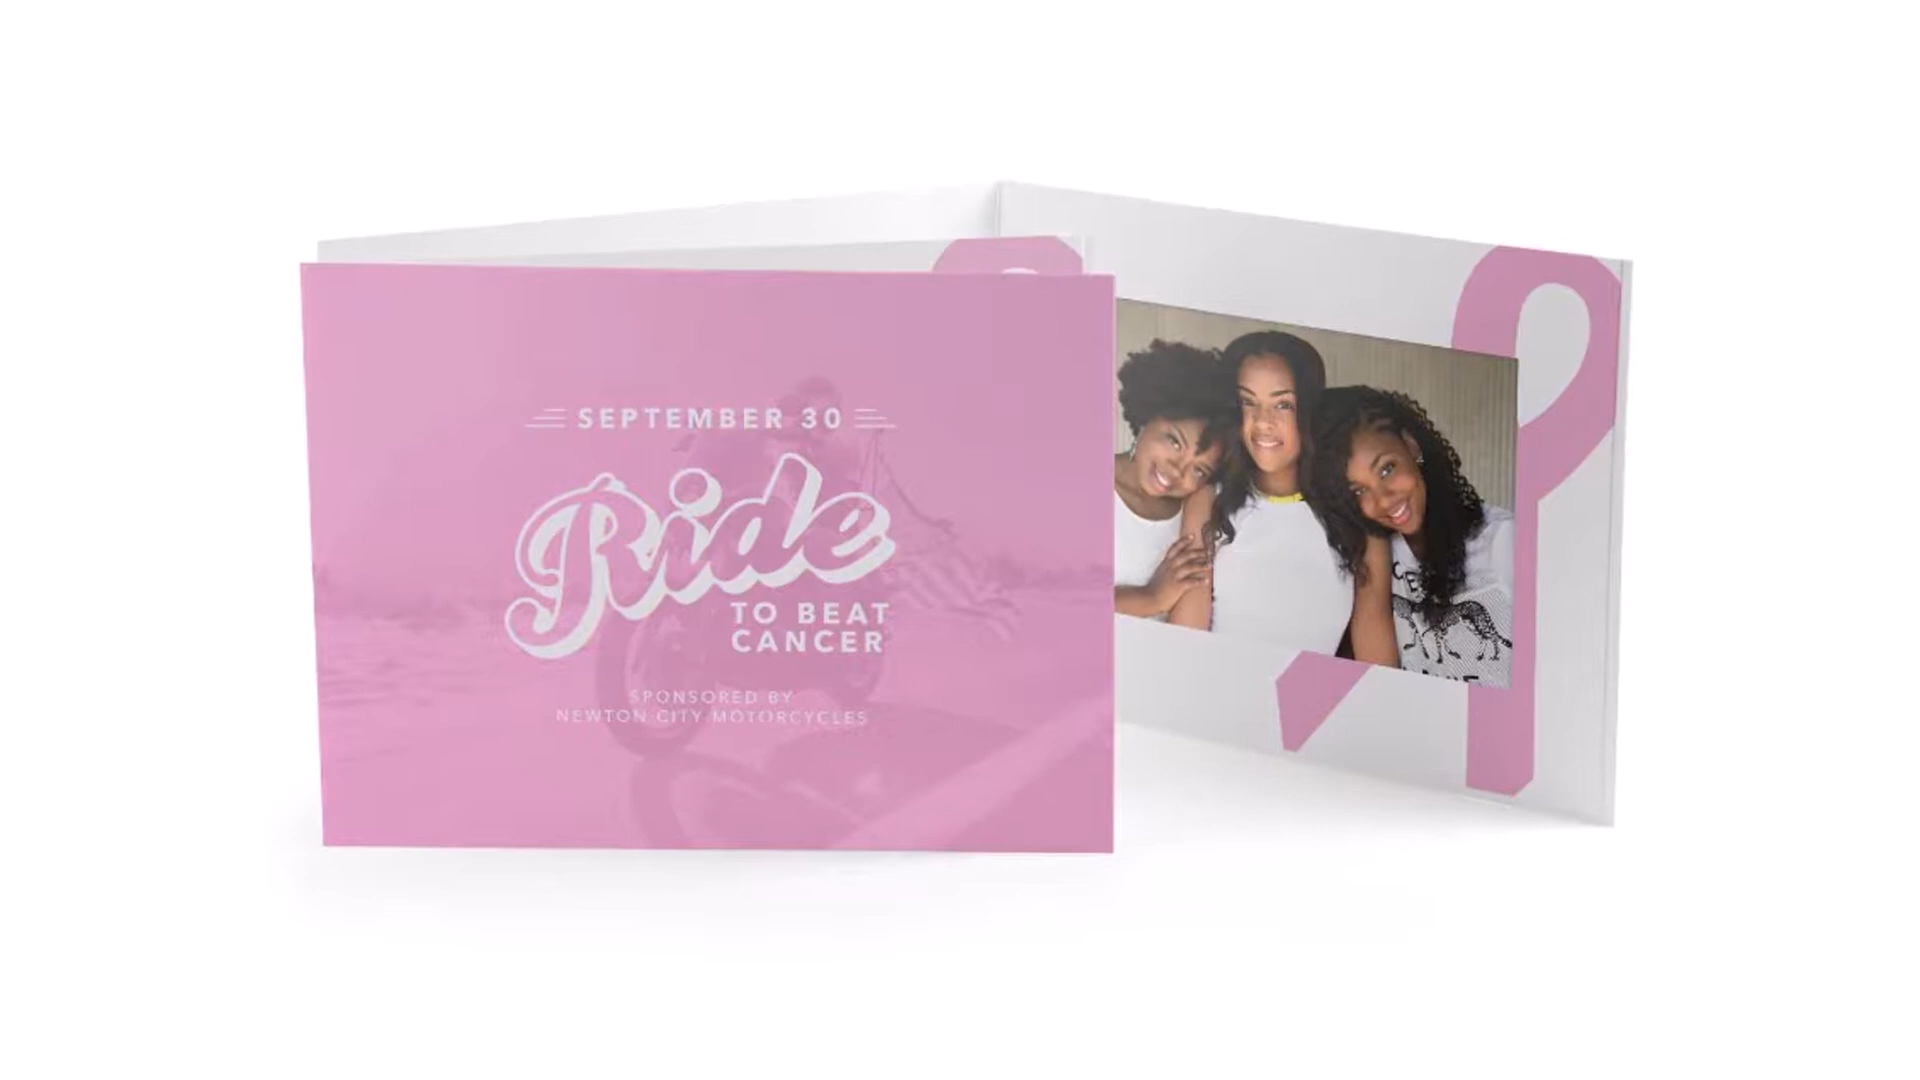 SEPTEMBER 30
Ride
TO BEAT
CANCER
SPONSORED BY
NEWTON CITY MOTORCYCLES